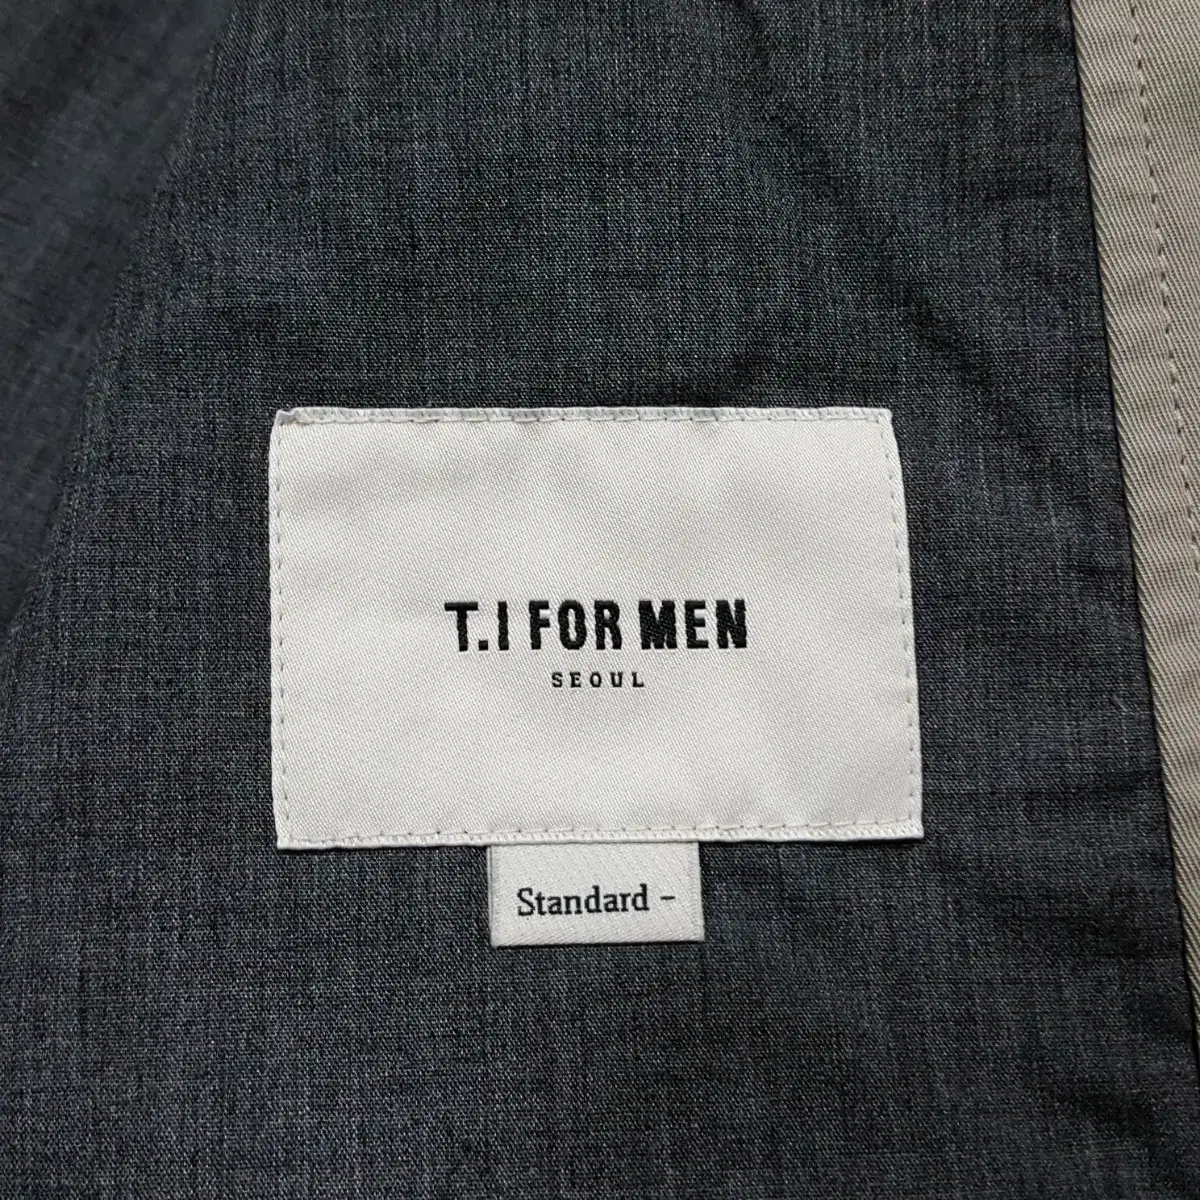 T.I FOR MEN
SEOUL
Standard -